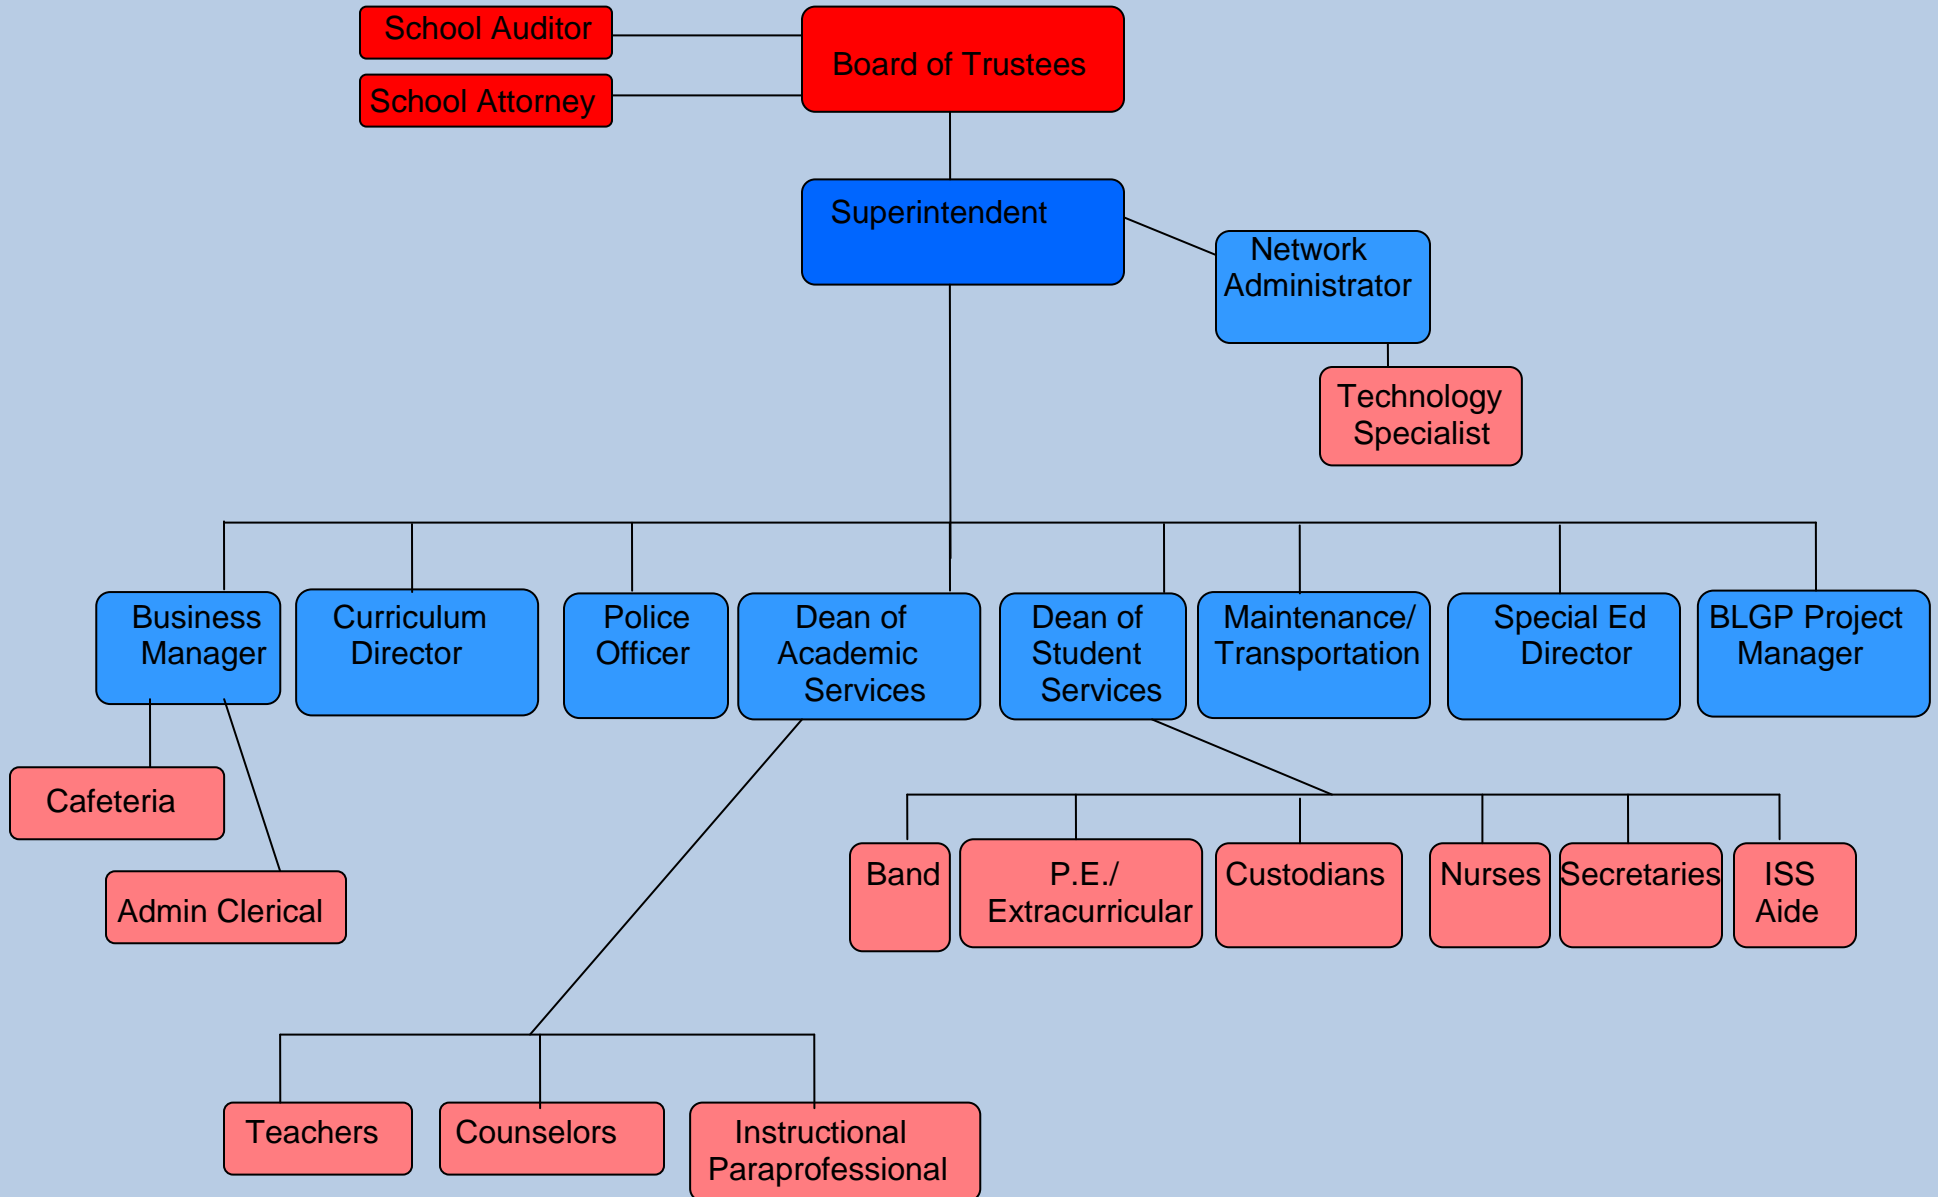 School Auditor
Board of Trustees
School Attorney
Superintendent
Network
Administrator
Technology
Specialist
Business
Manager
Curriculum
Director
Police
Officer
Dean of
Academic
Services
Dean of
Student
Services
Maintenance/
Transportation
Special Ed
Director
BLGP Project
Manager
Cafeteria
Admin Clerical
Band
P.E./
Extracurricular
Custodians
Nurses
Secretaries
ISS
Aide
Teachers
Counselors
Instructional
Paraprofessional